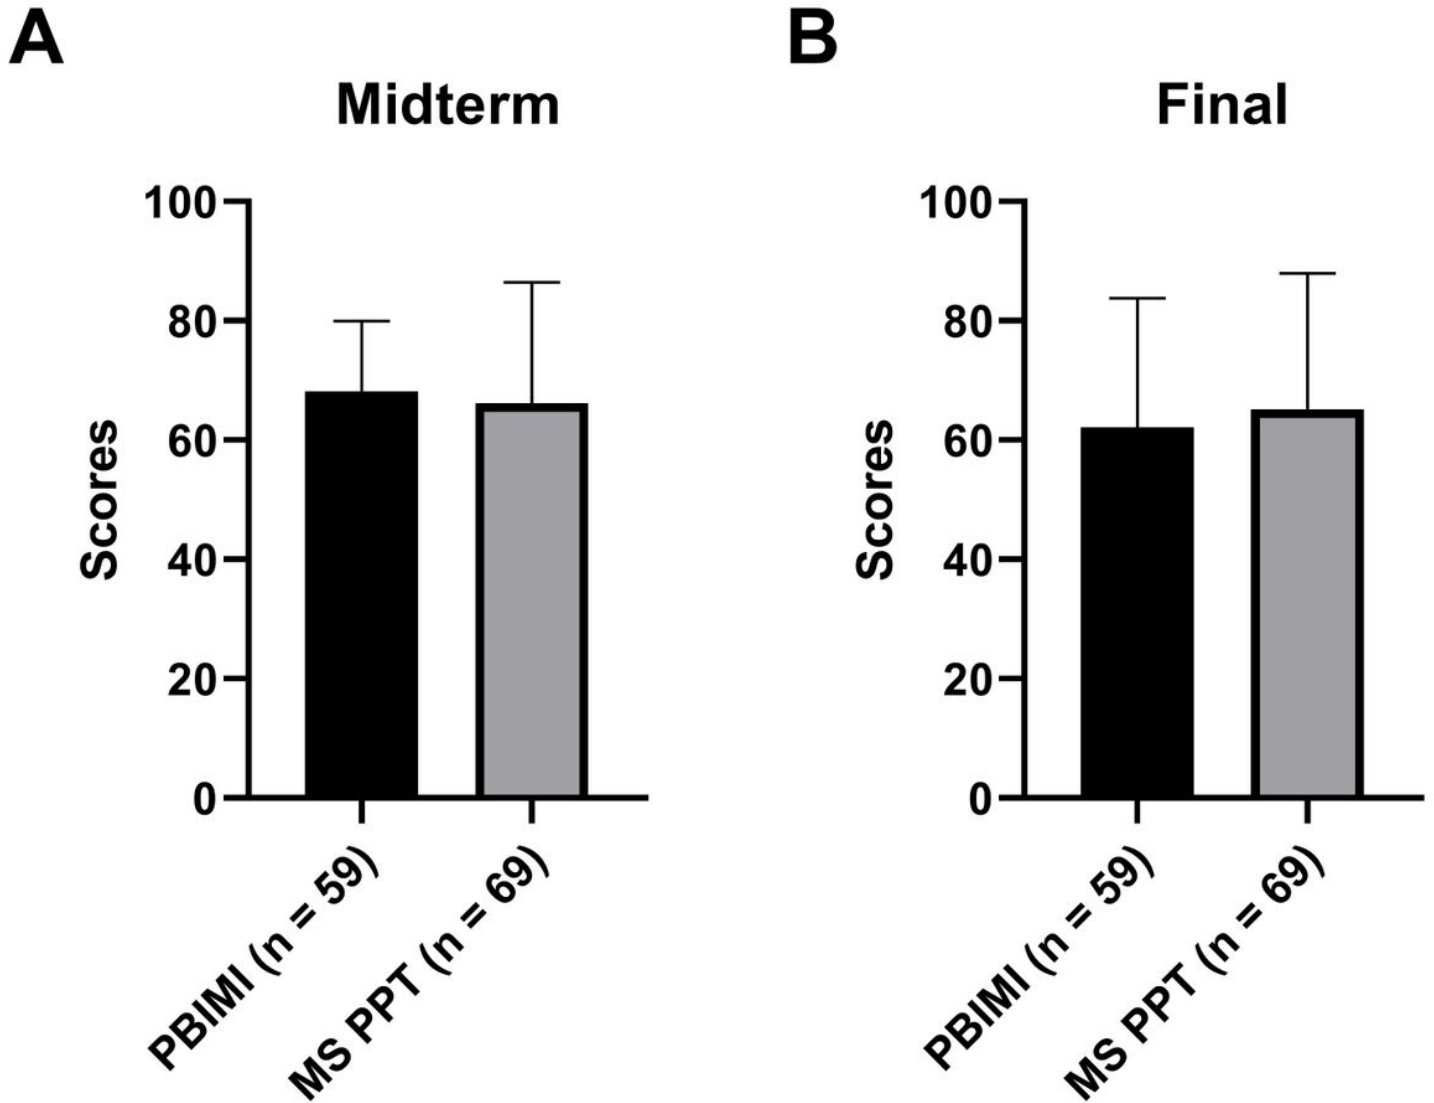 A
Midterm
100
80
60
40
20
0
Scores
PBIMI (n = 59)
MS PPT (n = 69)
B
Final
100
80
60
40
20
0
Scores
PBIMI (n = 59)
MS PPT (n = 69)